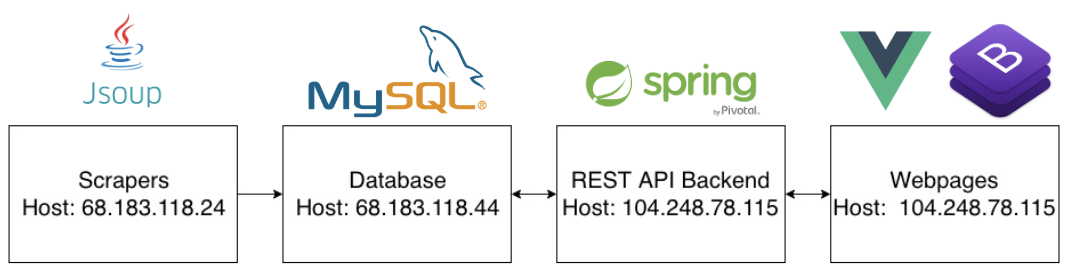 Jsoup
MySQL®
spring
by Pivotal™
B
Scrapers
Host: 68.183.118.24
Database
Host: 68.183.118.44
REST API Backend
Host: 104.248.78.115
Webpages
Host: 104.248.78.115